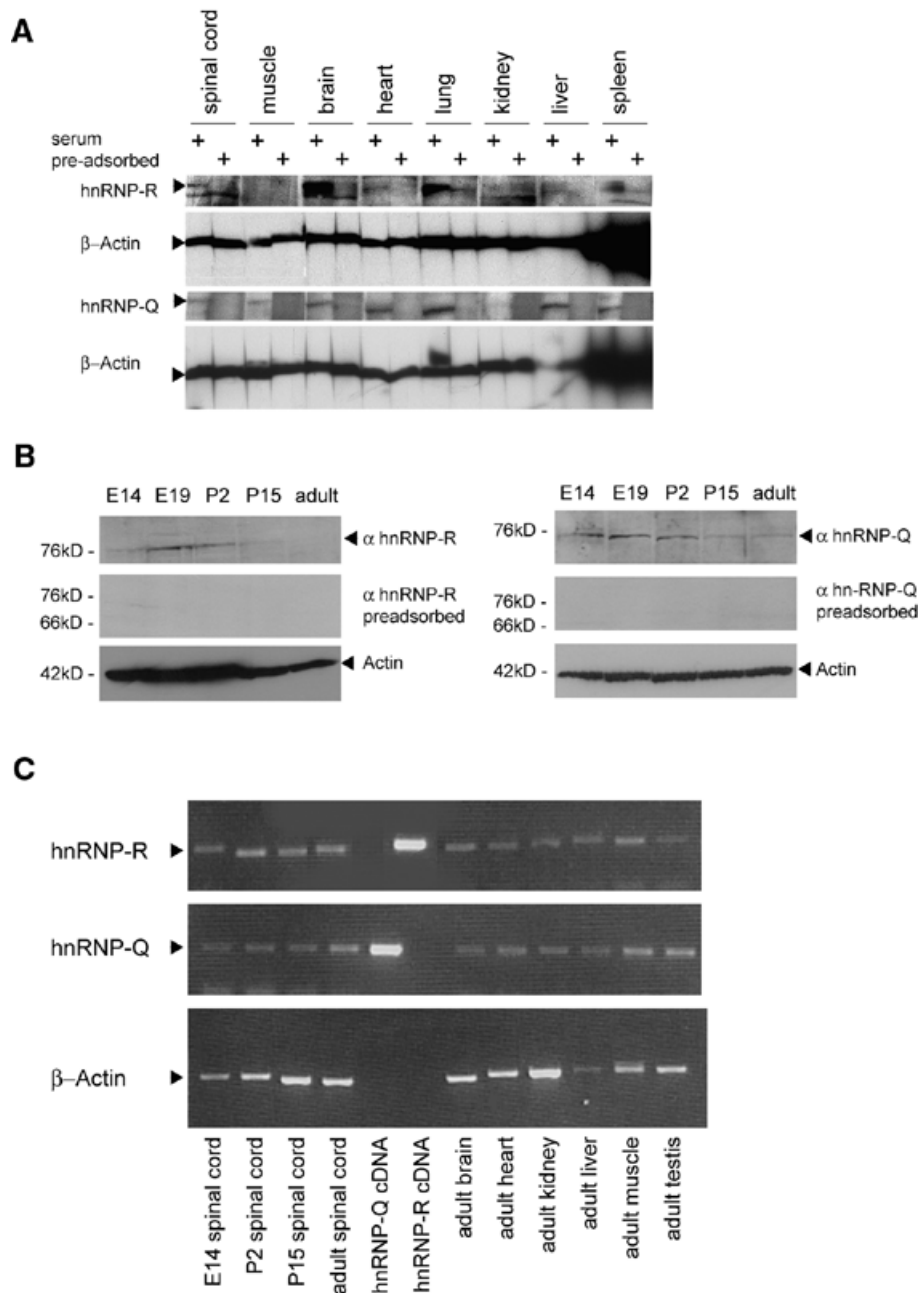 A
spinal cord
muscle
brain
heart
lung
kidney
liver
spleen
serum + + + + + + + +
pre-adsorbed + + + + + + + +
hnRNP-R
β–Actin
hnRNP-Q
β–Actin
B
E14 E19 P2 P15 adult
76kD - α hnRNP-R
76kD - α hnRNP-R
66kD - preadsorbed
42kD - Actin
E14 E19 P2 P15 adult
76kD - α hnRNP-Q
76kD - α hn-RNP-Q
66kD - preadsorbed
42kD - Actin
C
hnRNP-R
hnRNP-Q
β–Actin
E14 spinal cord
P2 spinal cord
P15 spinal cord
adult spinal cord
hnRNP-Q cDNA
hnRNP-R cDNA
adult brain
adult heart
adult kidney
adult liver
adult muscle
adult testis